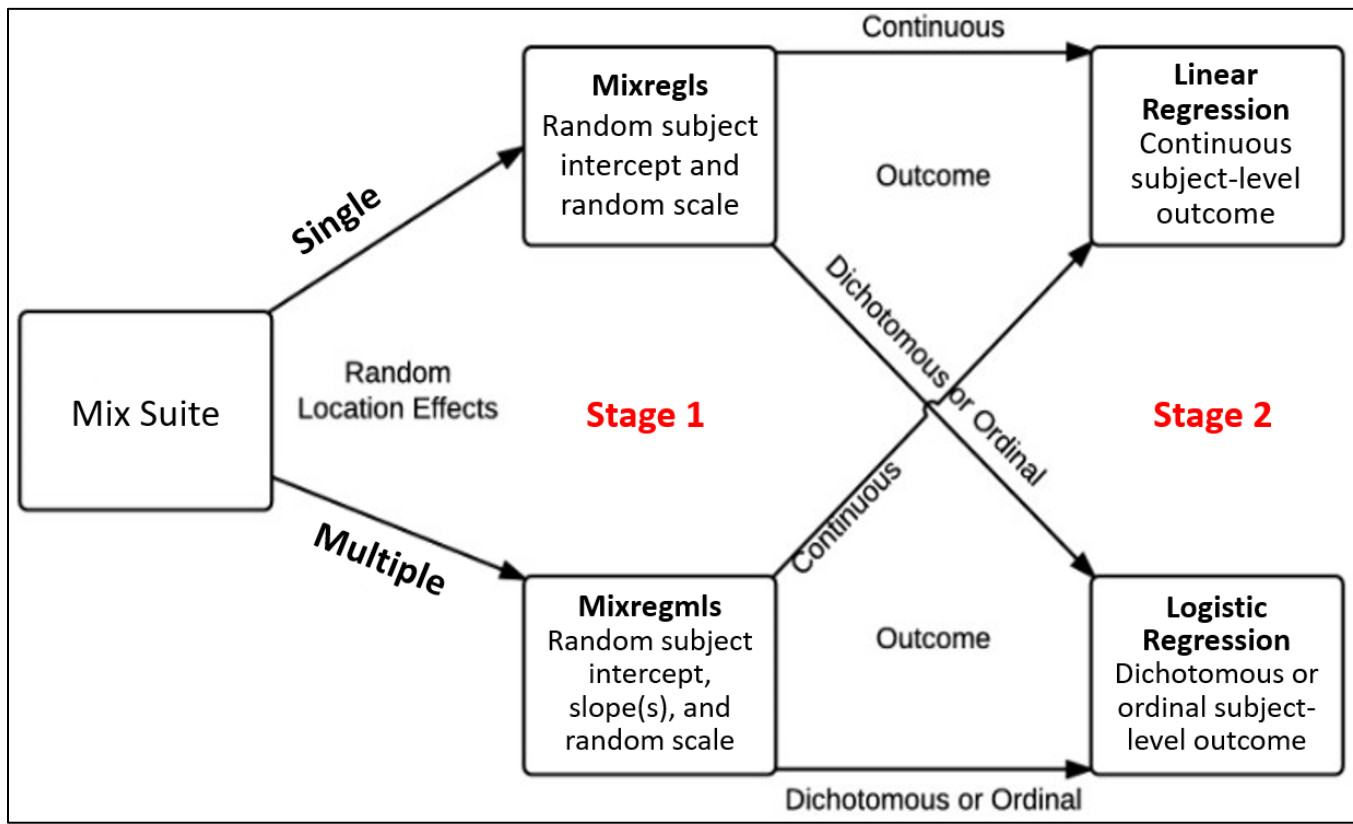 Continuous
Mixregls
Random subject
intercept and
random scale
Linear
Regression
Continuous
subject-level
outcome
Outcome
Single
Dichotomous or Ordinal
Mix Suite
Random
Location Effects
Stage 1
Stage 2
Continuous
Multiple
Mixregmls
Random subject
intercept,
slope(s), and
random scale
Outcome
Logistic
Regression
Dichotomous or
ordinal subject-
level outcome
Dichotomous or Ordinal